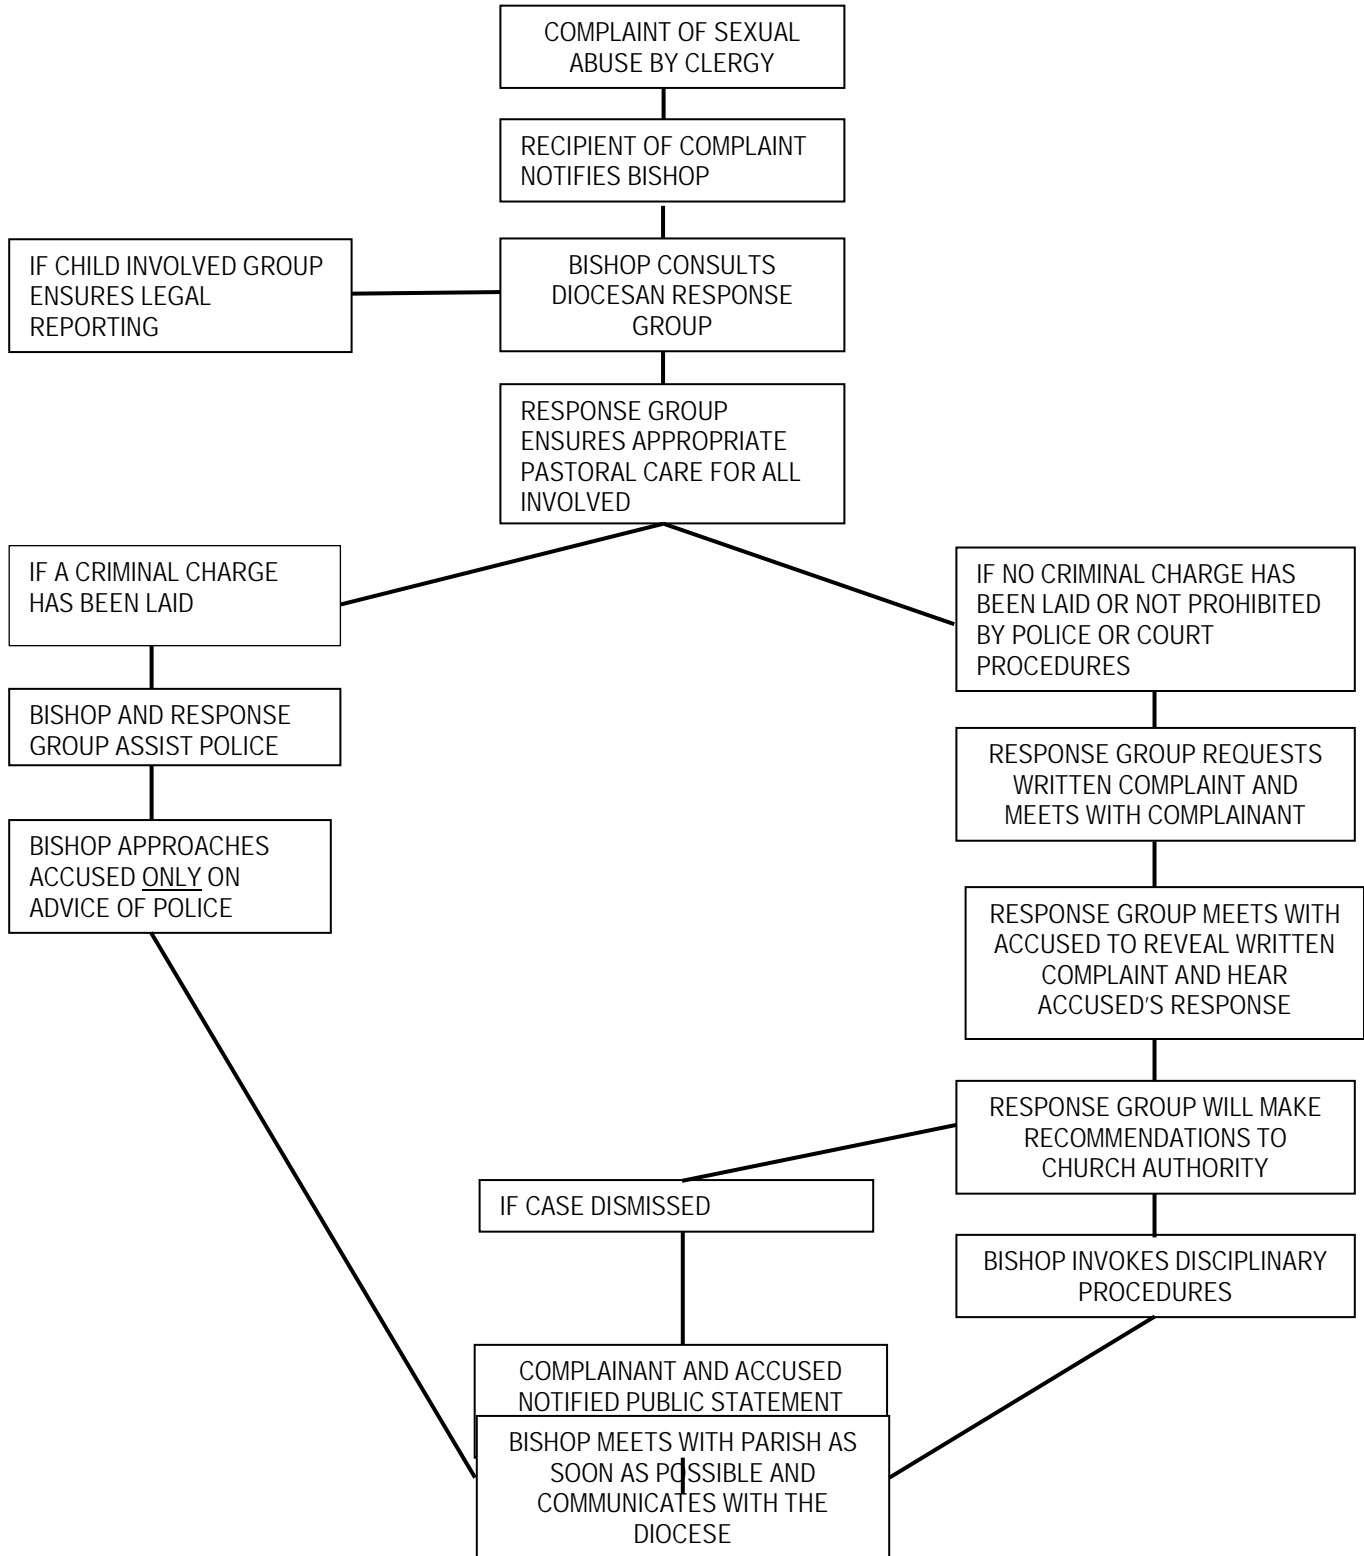 COMPLAINT OF SEXUAL
ABUSE BY CLERGY
RECIPIENT OF COMPLAINT
NOTIFIES BISHOP
IF CHILD INVOLVED GROUP
ENSURES LEGAL
REPORTING
BISHOP CONSULTS
DIOCESAN RESPONSE
GROUP
RESPONSE GROUP
ENSURES APPROPRIATE
PASTORAL CARE FOR ALL
INVOLVED
IF A CRIMINAL CHARGE
HAS BEEN LAID
BISHOP AND RESPONSE
GROUP ASSIST POLICE
BISHOP APPROACHES
ACCUSED ONLY ON
ADVICE OF POLICE
IF NO CRIMINAL CHARGE HAS
BEEN LAID OR NOT PROHIBITED
BY POLICE OR COURT
PROCEDURES
RESPONSE GROUP REQUESTS
WRITTEN COMPLAINT AND
MEETS WITH COMPLAINANT
RESPONSE GROUP MEETS WITH
ACCUSED TO REVEAL WRITTEN
COMPLAINT AND HEAR
ACCUSED'S RESPONSE
RESPONSE GROUP WILL MAKE
RECOMMENDATIONS TO
CHURCH AUTHORITY
IF CASE DISMISSED
BISHOP INVOKES DISCIPLINARY
PROCEDURES
COMPLAINANT AND ACCUSED
NOTIFIED PUBLIC STATEMENT
BISHOP MEETS WITH PARISH AS
SOON AS POSSIBLE AND
COMMUNICATES WITH THE
DIOCESE